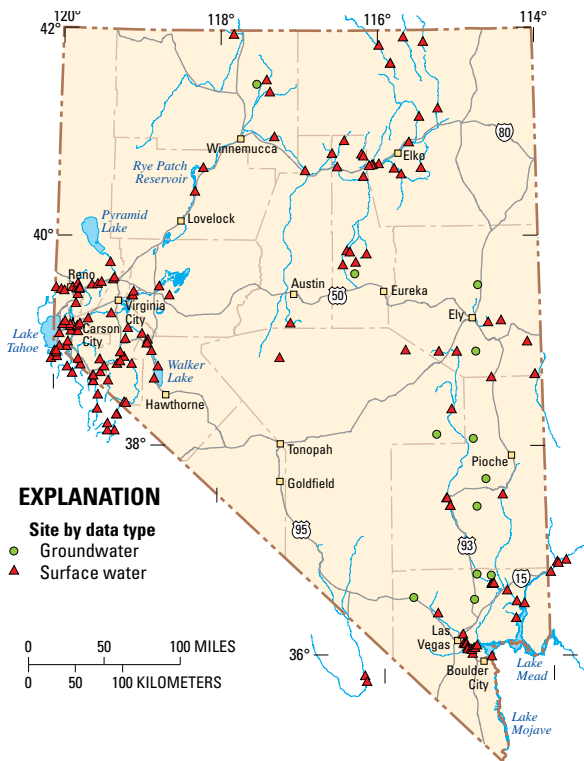 120°
118°
116°
114°
42°
80
Winnemucca
Elko
Rye Patch
Reservoir
Lovelock
Pyramid
Lake
40°
Reno
Austin
50
Eureka
Virginia
City
Ely
Carson
City
Lake
Tahoe
Walker
Lake
Hawthorne
38°
Tonopah
Pioche
Goldfield
EXPLANATION
Site by data type
Groundwater
Surface water
95
93
15
0 50 100 MILES
0 50 100 KILOMETERS
36°
Las
Vegas
Boulder
City
Lake
Mead
Lake
Mojave